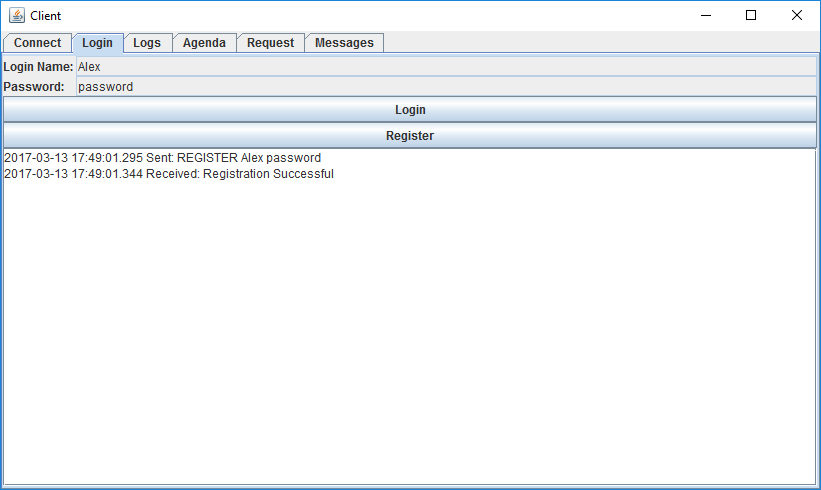 Client
Connect Login Logs Agenda Request Messages
Login Name: Alex
Password: password
Login
Register
2017-03-13 17:49:01.295 Sent: REGISTER Alex password
2017-03-13 17:49:01.344 Received: Registration Successful